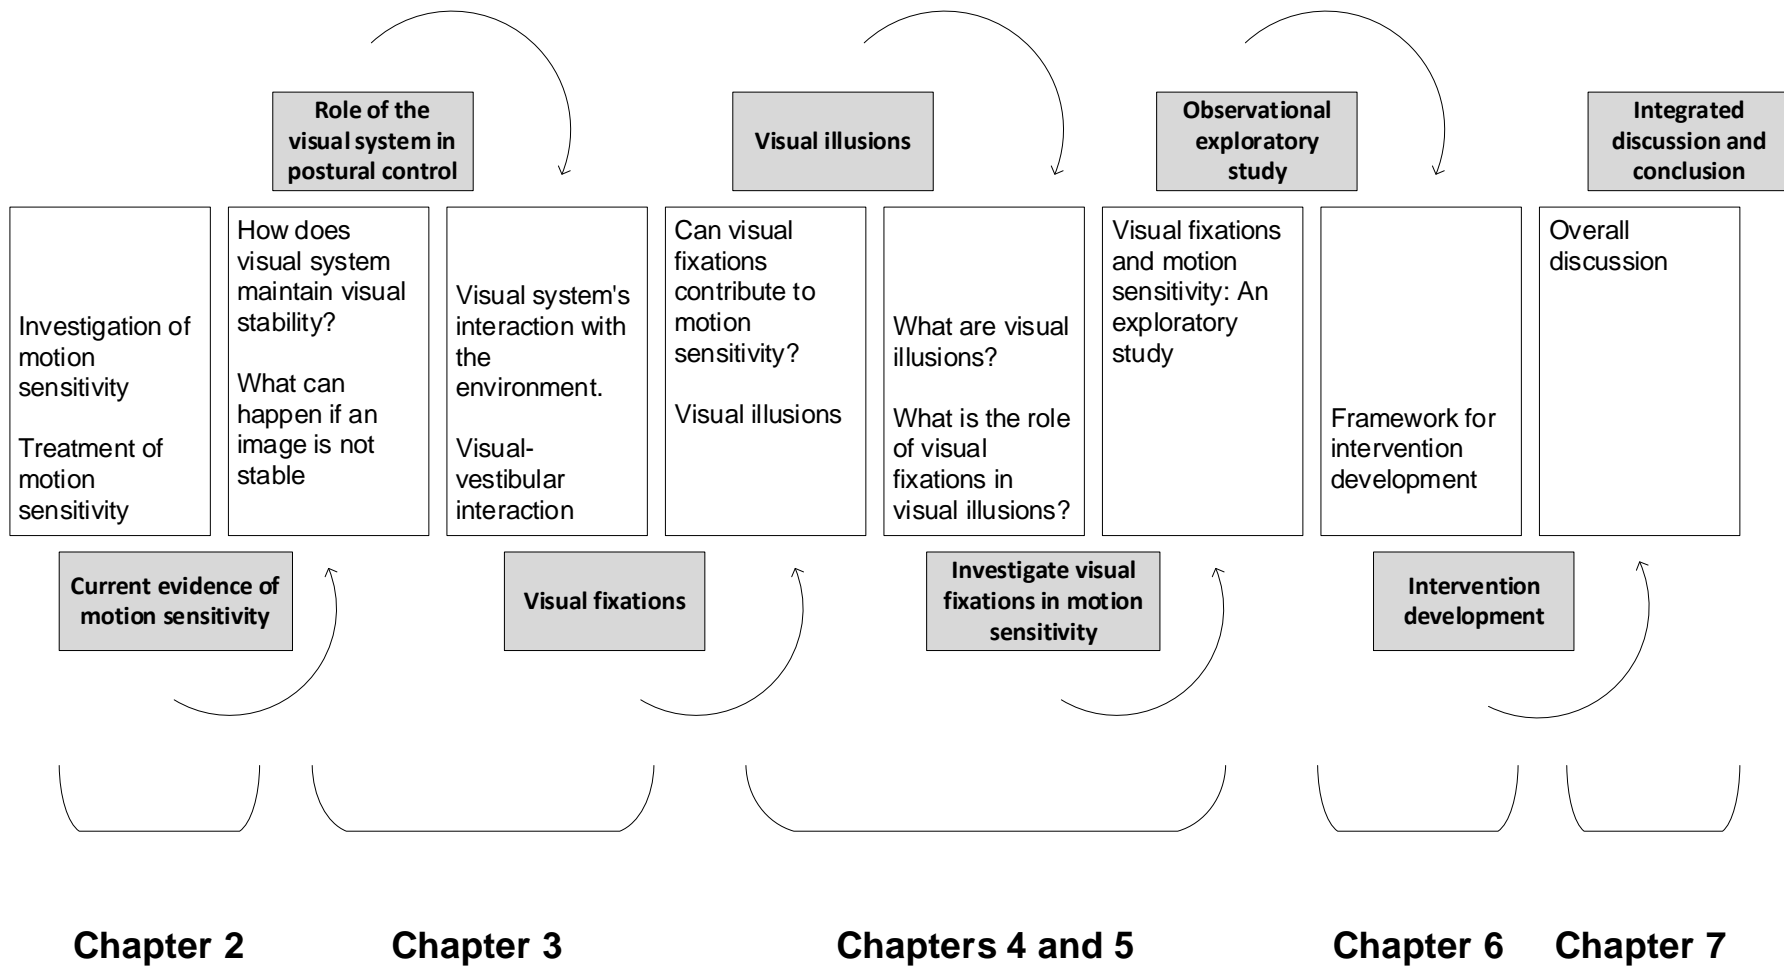 Role of the
visual system in
postural control
Visual illusions
Observational
exploratory
study
Integrated
discussion and
conclusion
Investigation of
motion
sensitivity
Treatment of
motion
sensitivity
How does
visual system
maintain visual
stability?
What can
happen if an
image is not
stable
Visual system's
interaction with
the
environment.
Visual-
vestibular
interaction
Can visual
fixations
contribute to
motion
sensitivity?
Visual illusions
What are visual
illusions?
What is the role
of visual
fixations in
visual illusions?
Visual fixations
and motion
sensitivity: An
exploratory
study
Framework for
intervention
development
Overall
discussion
Current evidence of
motion sensitivity
Visual fixations
Investigate visual
fixations in motion
sensitivity
Intervention
development
Chapter 2
Chapter 3
Chapters 4 and 5
Chapter 6
Chapter 7